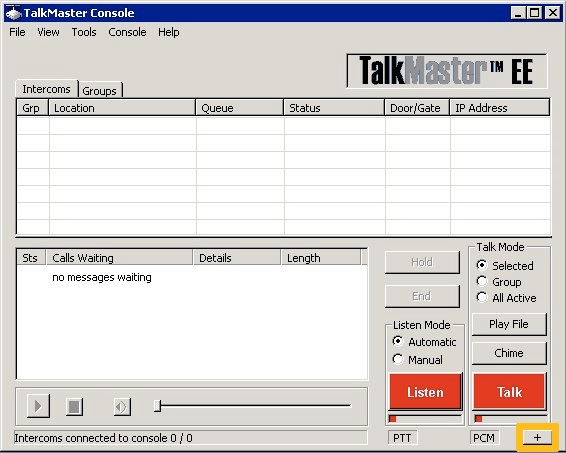 TalkMaster Console
File View Tools Console Help
TalkMaster™ EE
Intercoms Groups
Grp Location Queue Status Door/Gate IP Address
Sts Calls Waiting Details Length
no messages waiting
Hold
End
Talk Mode
Selected
Group
All Active
Play File
Chime
Listen Mode
Automatic
Manual
Listen
Talk
Intercoms connected to console 0 / 0
PTT
PCM
+